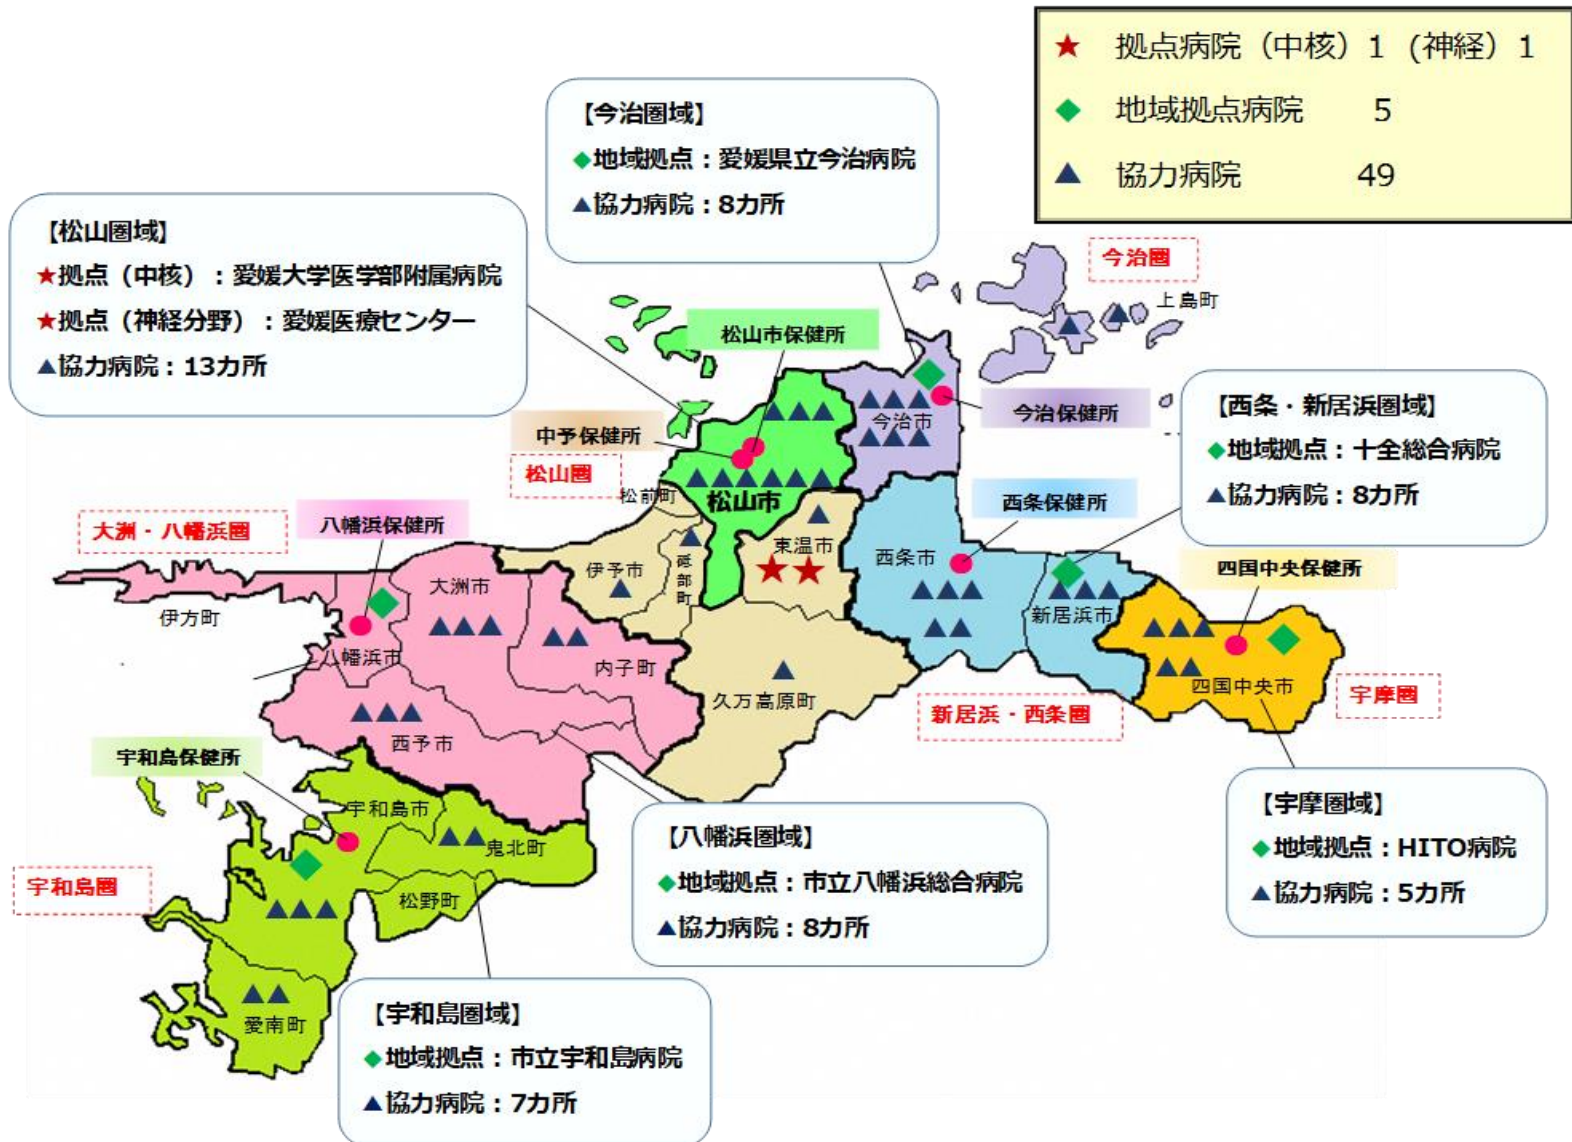 ★ 拠点病院（中核）1 (神経）1
◆ 地域拠点病院 5
▲ 協力病院 49
【今治圏域】
◆地域拠点：愛媛県立今治病院
▲協力病院：8カ所
【松山圏域】
★拠点（中核）：愛媛大学医学部附属病院
★拠点（神経分野）：愛媛医療センター
▲協力病院：13カ所
今治圏
上島町
松山市保健所
今治保健所
今治市
中予保健所
松山圏
松山市
松前町
【西条・新居浜圏域】
◆地域拠点：十全総合病院
▲協力病院：8カ所
大洲・八幡浜圏
八幡浜保健所
西条保健所
四国中央保健所
伊方町
八幡浜市
大洲市
内子町
西予市
伊予市
砥部町
東温市
久万高原町
西条市
新居浜市
四国中央市
新居浜・西条圏
宇摩圏
宇和島保健所
宇和島市
鬼北町
松野町
宇和島圏
愛南町
【八幡浜圏域】
◆地域拠点：市立八幡浜総合病院
▲協力病院：8カ所
【宇摩圏域】
◆地域拠点：HITO病院
▲協力病院：5カ所
【宇和島圏域】
◆地域拠点：市立宇和島病院
▲協力病院：7カ所